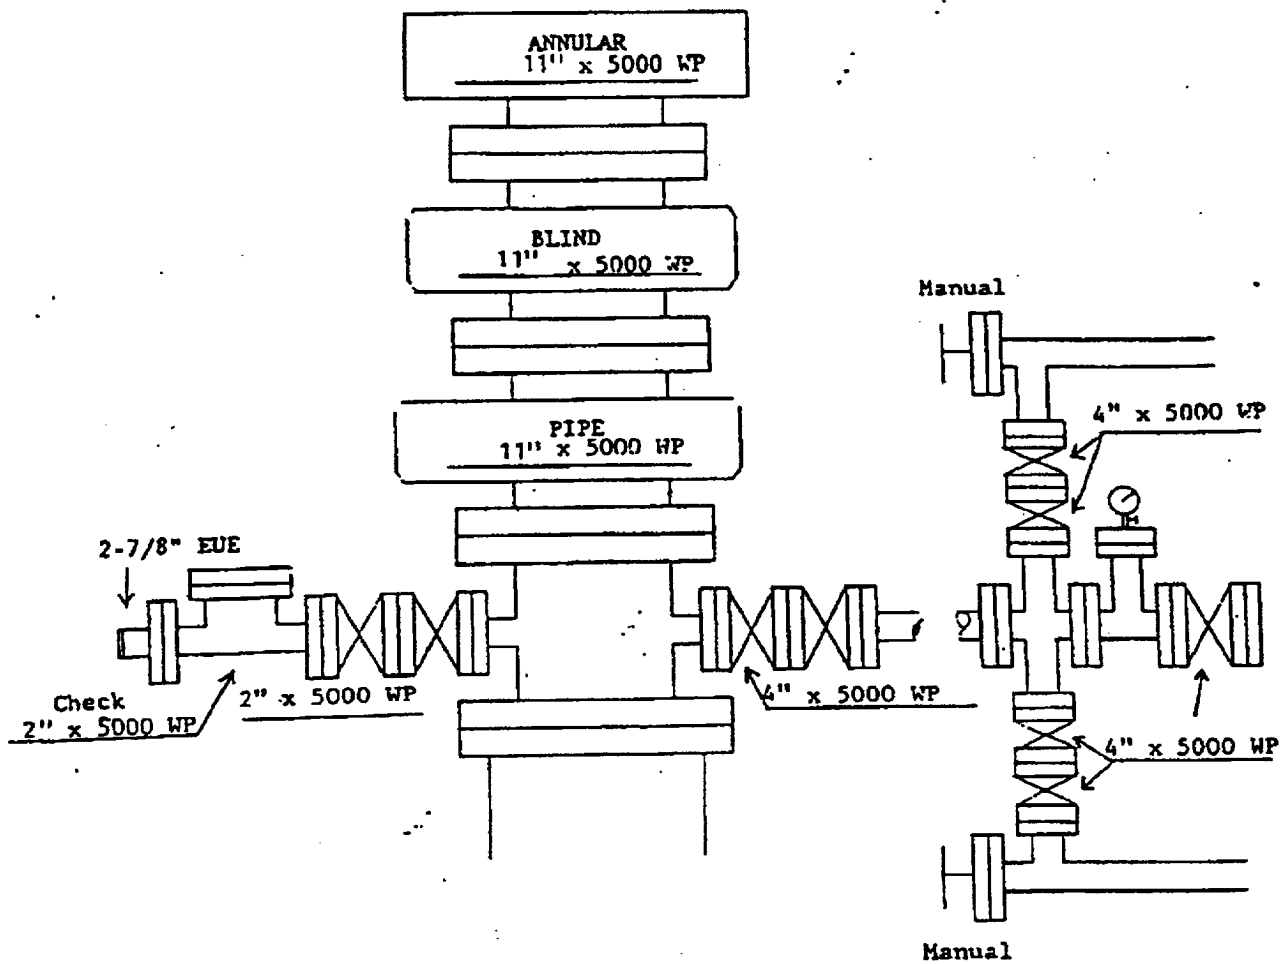 ANNULAR
11" x 5000 WP
BLIND
11" x 5000 WP
Manual
4" x 5000 WP
PIPE
11" x 5000 WP
2-7/8" EUE
Check
2" x 5000 WP
2" x 5000 WP
4" x 5000 WP
4" x 5000 WP
Manual